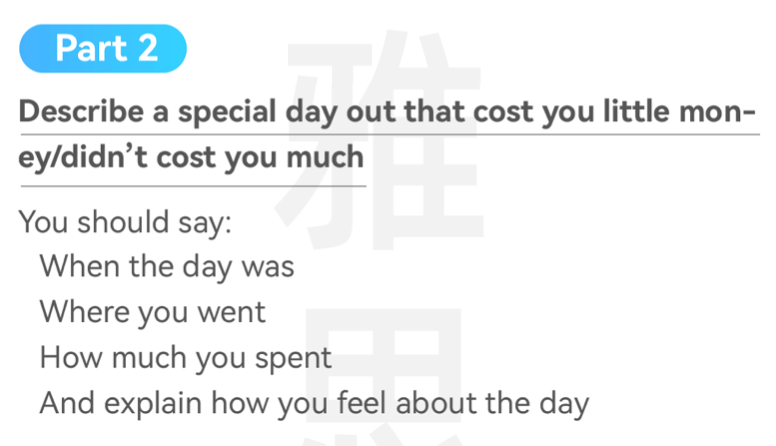 Part 2
Describe a special day out that cost you little mon-
ey/didn’t cost you much
You should say:
When the day was
Where you went
How much you spent
And explain how you feel about the day
雅
思